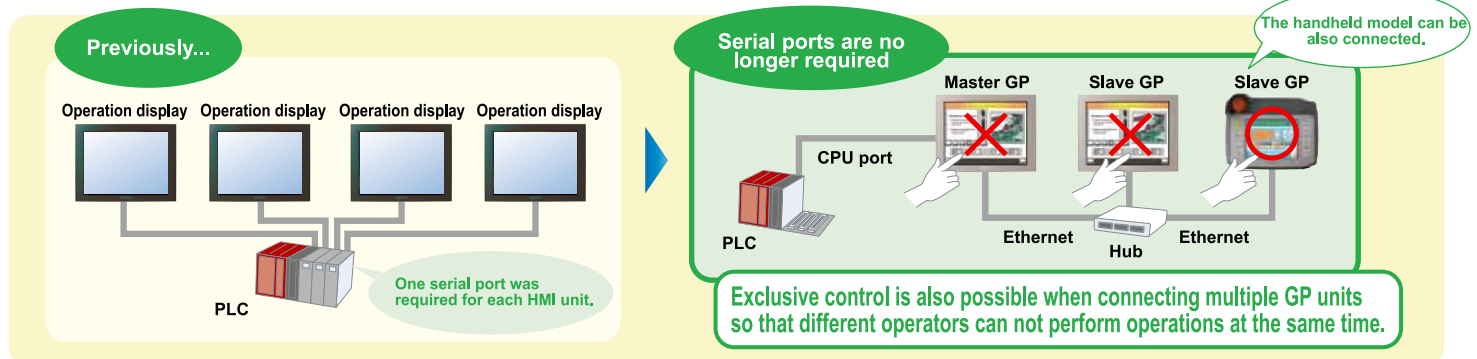 Previously...
Operation display
Operation display
Operation display
Operation display
PLC
One serial port was
required for each HMI unit.
Serial ports are no
longer required
The handheld model can be
also connected.
Master GP
Slave GP
Slave GP
CPU port
PLC
Ethernet
Hub
Ethernet
Exclusive control is also possible when connecting multiple GP units
so that different operators can not perform operations at the same time.